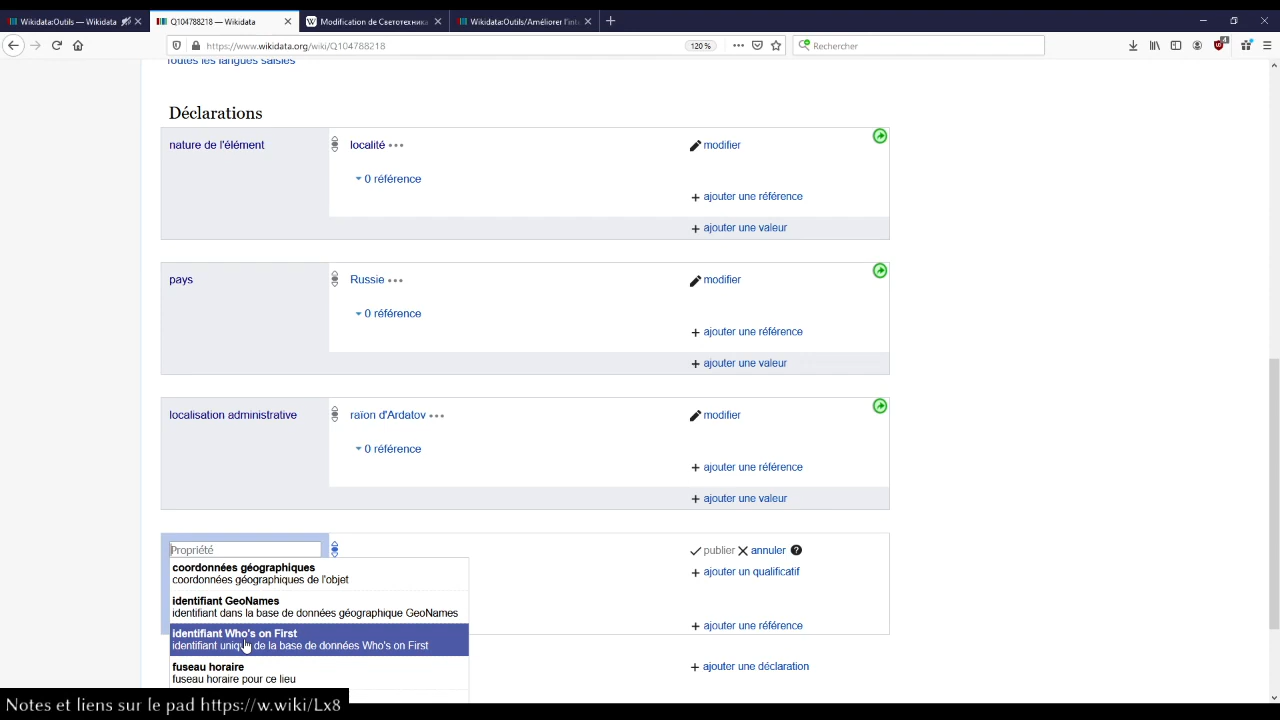 Wikidata:Outils — Wikidata
Q104788218 — Wikidata
Modification de Светотехника
Wikidata:Outils/Améliorer l'int
https://www.wikidata.org/wiki/Q104788218
120 %
Rechercher
4
Toutes les langues saisies
Déclarations
nature de l'élément
localité
modifier
0 référence
ajouter une référence
ajouter une valeur
pays
Russie
modifier
0 référence
ajouter une référence
ajouter une valeur
localisation administrative
raïon d'Ardatov
modifier
0 référence
ajouter une référence
ajouter une valeur
Propriété
publier annuler
ajouter un qualificatif
coordonnées géographiques
coordonnées géographiques de l'objet
identifiant GeoNames
identifiant dans la base de données géographique GeoNames
identifiant Who's on First
identifiant unique de la base de données Who's on First
fuseau horaire
fuseau horaire pour ce lieu
ajouter une référence
ajouter une déclaration
Notes et liens sur le pad https://w.wiki/Lx8